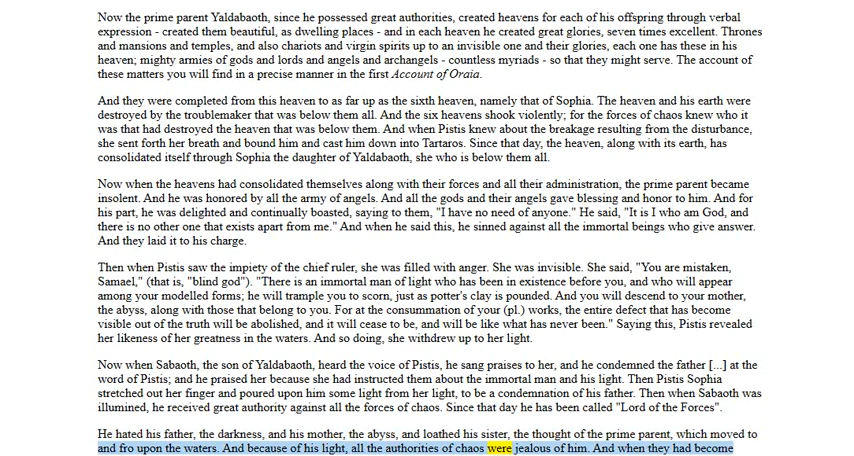 Now the prime parent Yaldabaoth, since he possessed great authorities, created heavens for each of his offspring through verbal
expression - created them beautiful, as dwelling places - and in each heaven he created great glories, seven times excellent. Thrones
and mansions and temples, and also chariots and virgin spirits up to an invisible one and their glories, each one has these in his
heaven; mighty armies of gods and lords and angels and archangels - countless myriads - so that they might serve. The account of
these matters you will find in a precise manner in the first Account of Oraia.
And they were completed from this heaven to as far up as the sixth heaven, namely that of Sophia. The heaven and his earth were
destroyed by the troublemaker that was below them all. And the six heavens shook violently; for the forces of chaos knew who it
was that had destroyed the heaven that was below them. And when Pistis knew about the breakage resulting from the disturbance,
she sent forth her breath and bound him and cast him down into Tartaros. Since that day, the heaven, along with its earth, has
consolidated itself through Sophia the daughter of Yaldabaoth, she who is below them all.
Now when the heavens had consolidated themselves along with their forces and all their administration, the prime parent became
insolent. And he was honored by all the army of angels. And all the gods and their angels gave blessing and honor to him. And for
his part, he was delighted and continually boasted, saying to them, "I have no need of anyone." He said, "It is I who am God, and
there is no other one that exists apart from me." And when he said this, he sinned against all the immortal beings who give answer.
And they laid it to his charge.
Then when Pistis saw the impiety of the chief ruler, she was filled with anger. She was invisible. She said, "You are mistaken,
Samael," (that is, "blind god"). "There is an immortal man of light who has been in existence before you, and who will appear
among your modelled forms; he will trample you to scorn, just as potter's clay is pounded. And you will descend to your mother,
the abyss, along with those that belong to you. For at the consummation of your (pl.) works, the entire defect that has become
visible out of the truth will be abolished, and it will cease to be, and will be like what has never been." Saying this, Pistis revealed
her likeness of her greatness in the waters. And so doing, she withdrew up to her light.
Now when Sabaoth, the son of Yaldabaoth, heard the voice of Pistis, he sang praises to her, and he condemned the father [...] at the
word of Pistis; and he praised her because she had instructed them about the immortal man and his light. Then Pistis Sophia
stretched out her finger and poured upon him some light from her light, to be a condemnation of his father. Then when Sabaoth was
illumined, he received great authority against all the forces of chaos. Since that day he has been called "Lord of the Forces".
He hated his father, the darkness, and his mother, the abyss, and loathed his sister, the thought of the prime parent, which moved to
and fro upon the waters. And because of his light, all the authorities of chaos were jealous of him. And when they had become